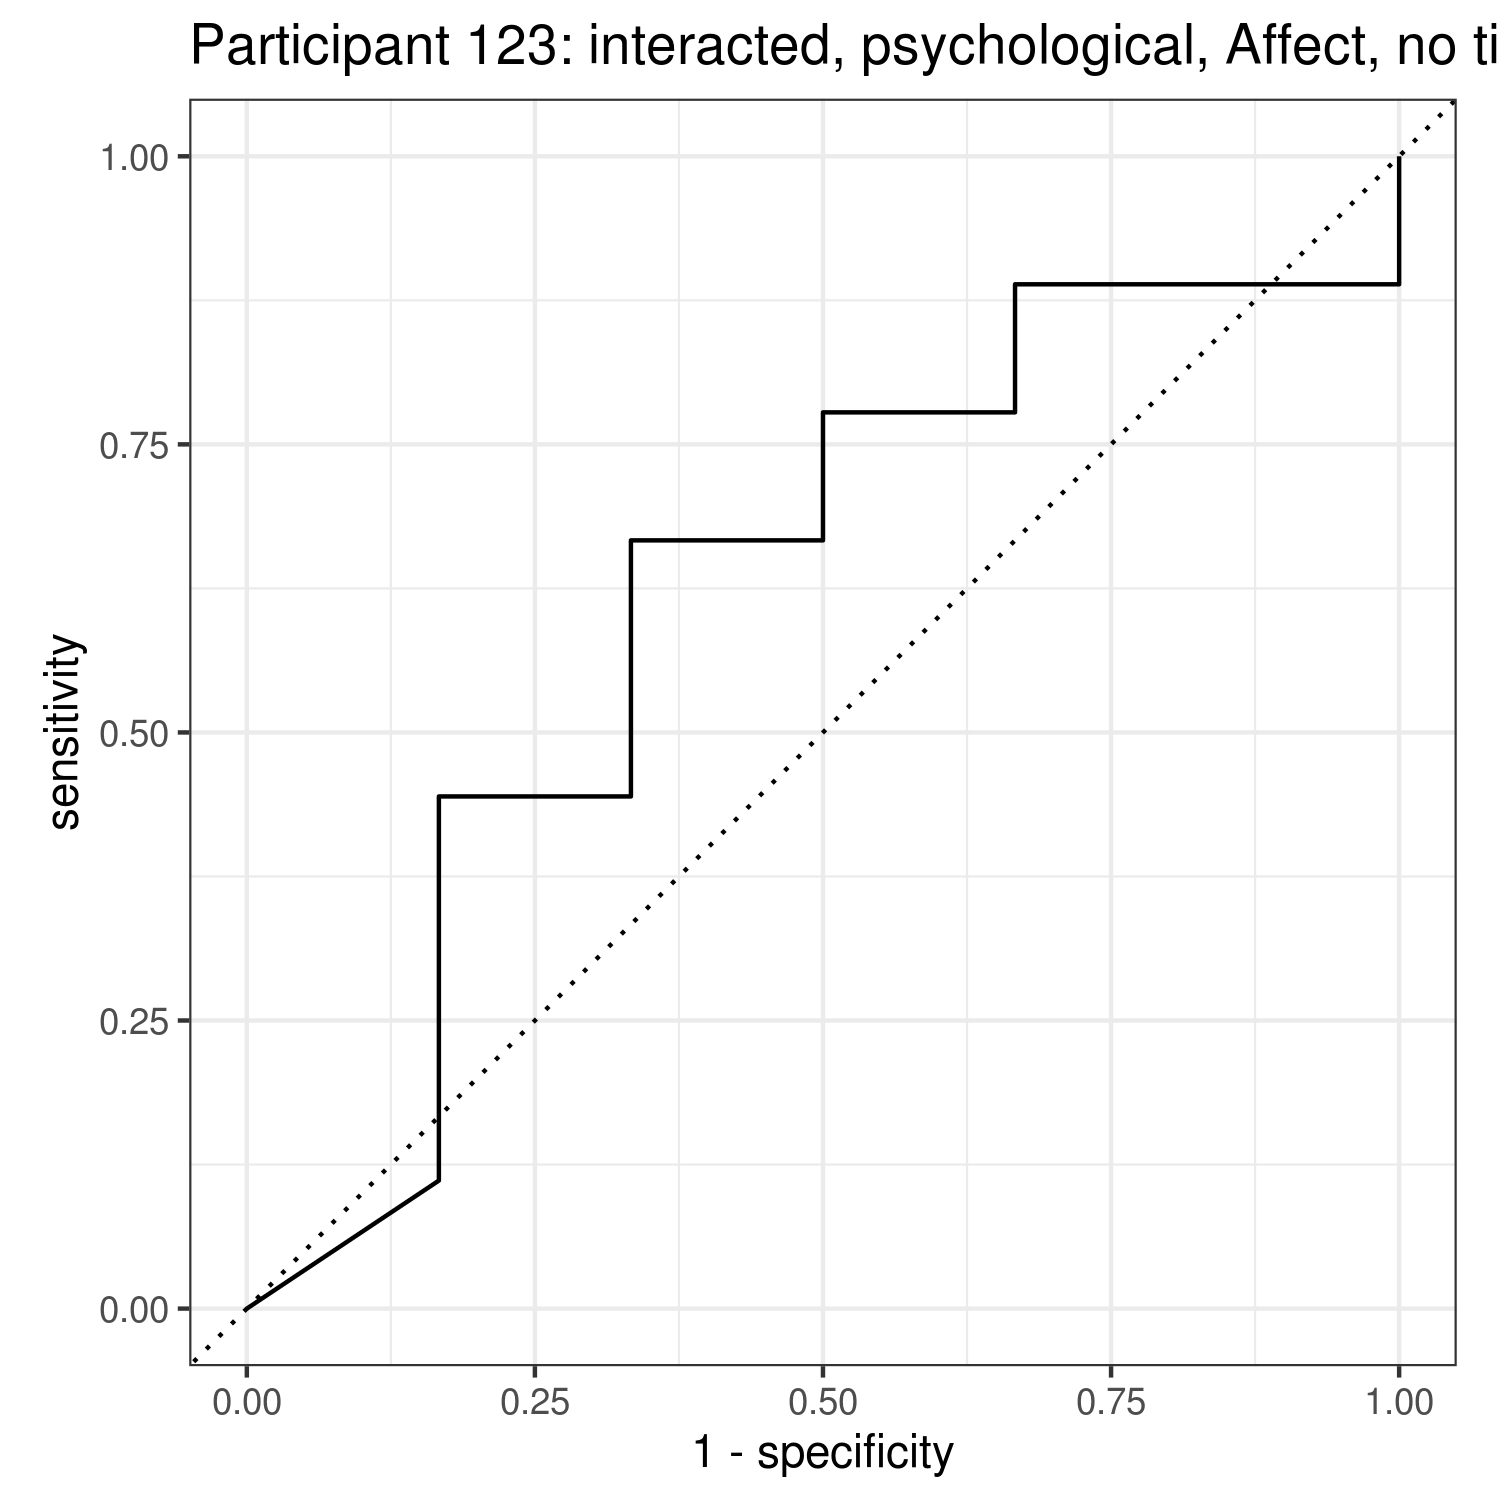 Participant 123: interacted, psychological, Affect, no ti
1.00
0.75
0.50
0.25
0.00
sensitivity
0.00 0.25 0.50 0.75 1.00
1 - specificity